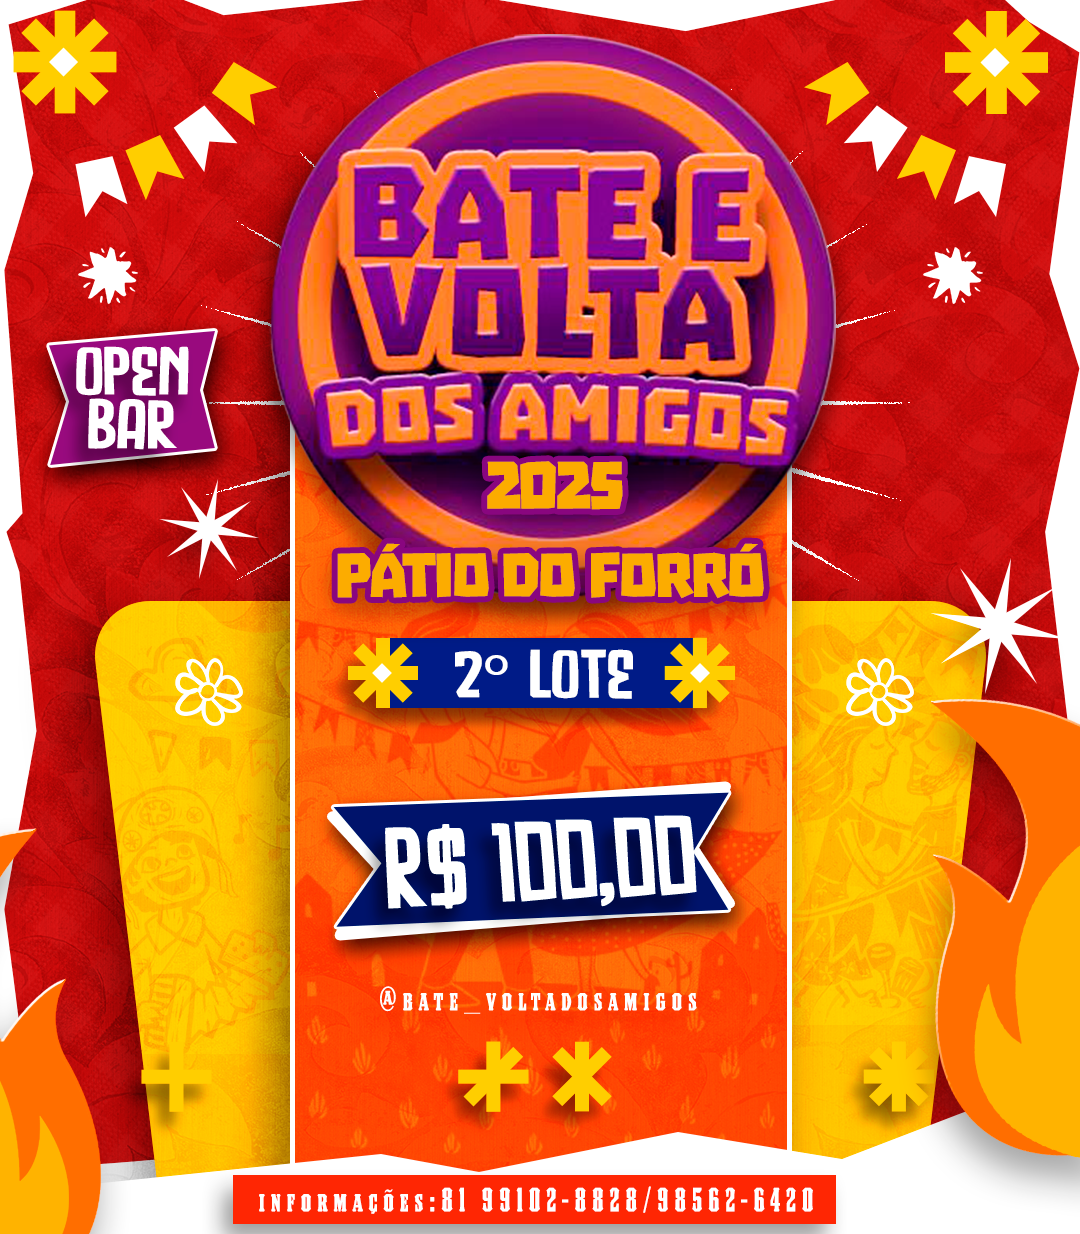 BATE E
VOLTA
DOS AMIGOS
2025
OPEN
BAR
PÁTIO DO FORRÓ
2º LOTE
R$ 100,00
@BATE_VOLTADOSAMIGOS
INFORMAÇÕES:81 99102-8828/98562-6420